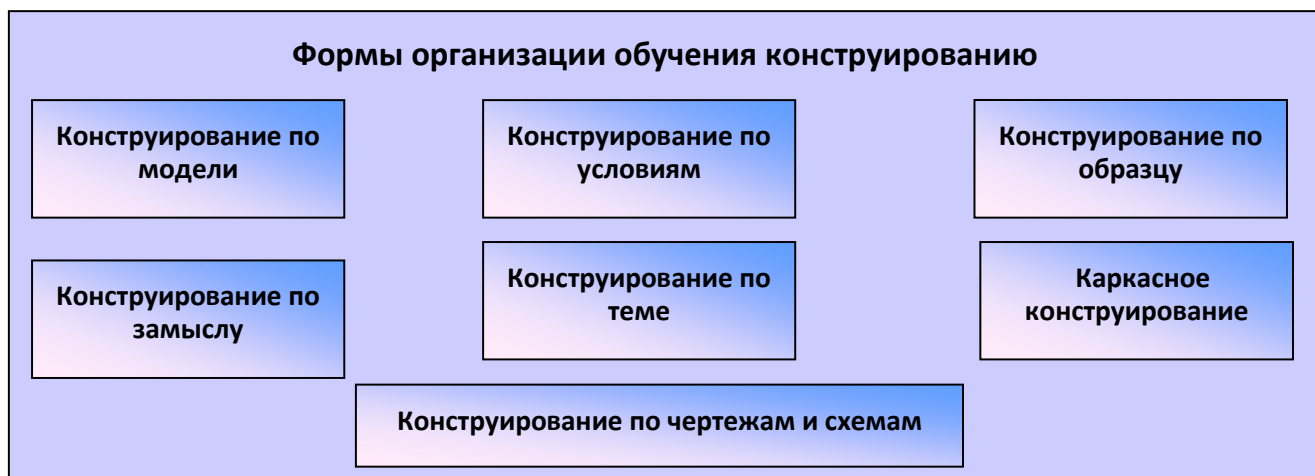 Формы организации обучения конструированию
Конструирование по
модели
Конструирование по
условиям
Конструирование по
образцу
Конструирование по
замыслу
Конструирование по
теме
Каркасное
конструирование
Конструирование по чертежам и схемам